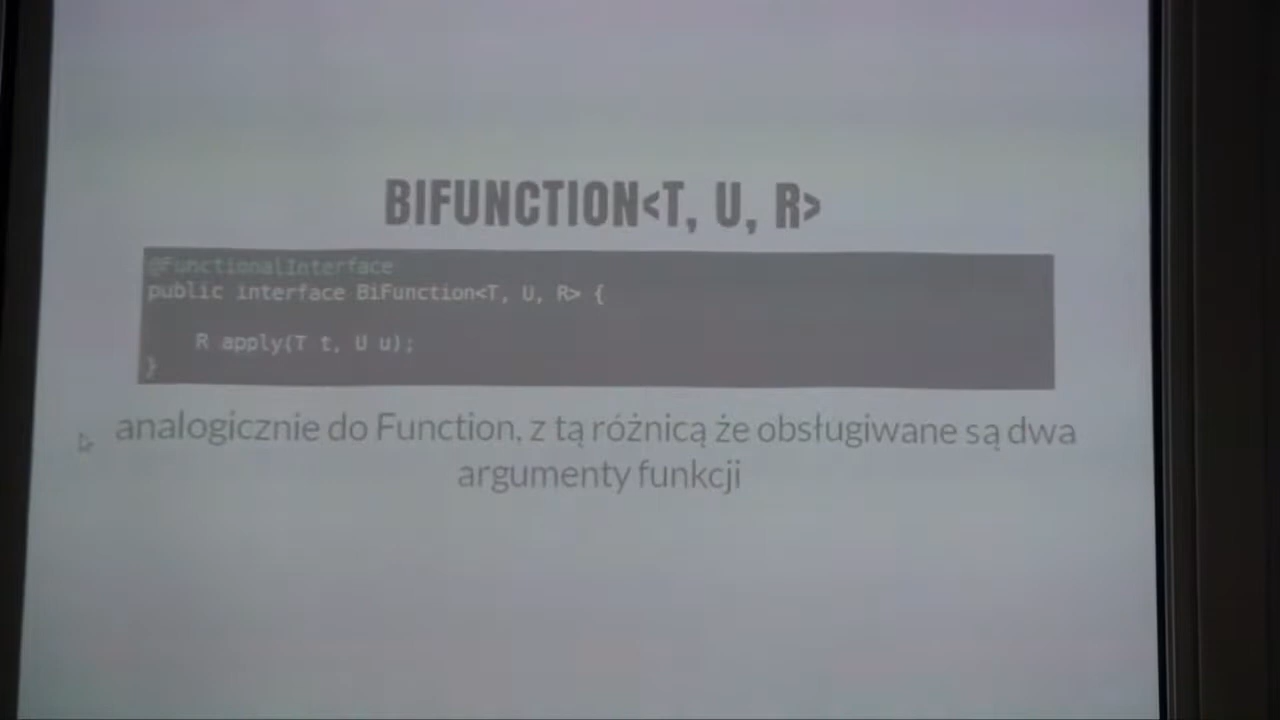 BIFUNCTION<T, U, R>
@FunctionalInterface
public interface BiFunction<T, U, R> {
R apply(T t, U u);
}
analogicznie do Function, z tą różnicą że obsługiwane są dwa
argumenty funkcji